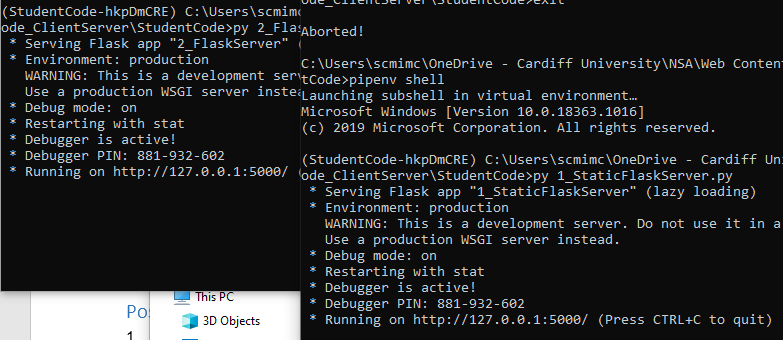 (StudentCode-hkpDmCRE) C:\Users\scmimc\
ode_ClientServer\StudentCode>py 2_Flas
 * Serving Flask app "2_FlaskServer" (
 * Environment: production
   WARNING: This is a development serv
   Use a production WSGI server instea
 * Debug mode: on
 * Restarting with stat
 * Debugger is active!
 * Debugger PIN: 881-932-602
 * Running on http://127.0.0.1:5000/ (
ode_ClientServer\StudentCode>exit
Aborted!
C:\Users\scmimc\OneDrive - Cardiff University\NSA\Web Conten
tCode>pipenv shell
Launching subshell in virtual environment…
Microsoft Windows [Version 10.0.18363.1016]
(c) 2019 Microsoft Corporation. All rights reserved.
(StudentCode-hkpDmCRE) C:\Users\scmimc\OneDrive - Cardiff Un
ode_ClientServer\StudentCode>py 1_StaticFlaskServer.py
 * Serving Flask app "1_StaticFlaskServer" (lazy loading)
 * Environment: production
   WARNING: This is a development server. Do not use it in a
   Use a production WSGI server instead.
 * Debug mode: on
 * Restarting with stat
 * Debugger is active!
 * Debugger PIN: 881-932-602
 * Running on http://127.0.0.1:5000/ (Press CTRL+C to quit)
Pos
1
This PC
3D Objects